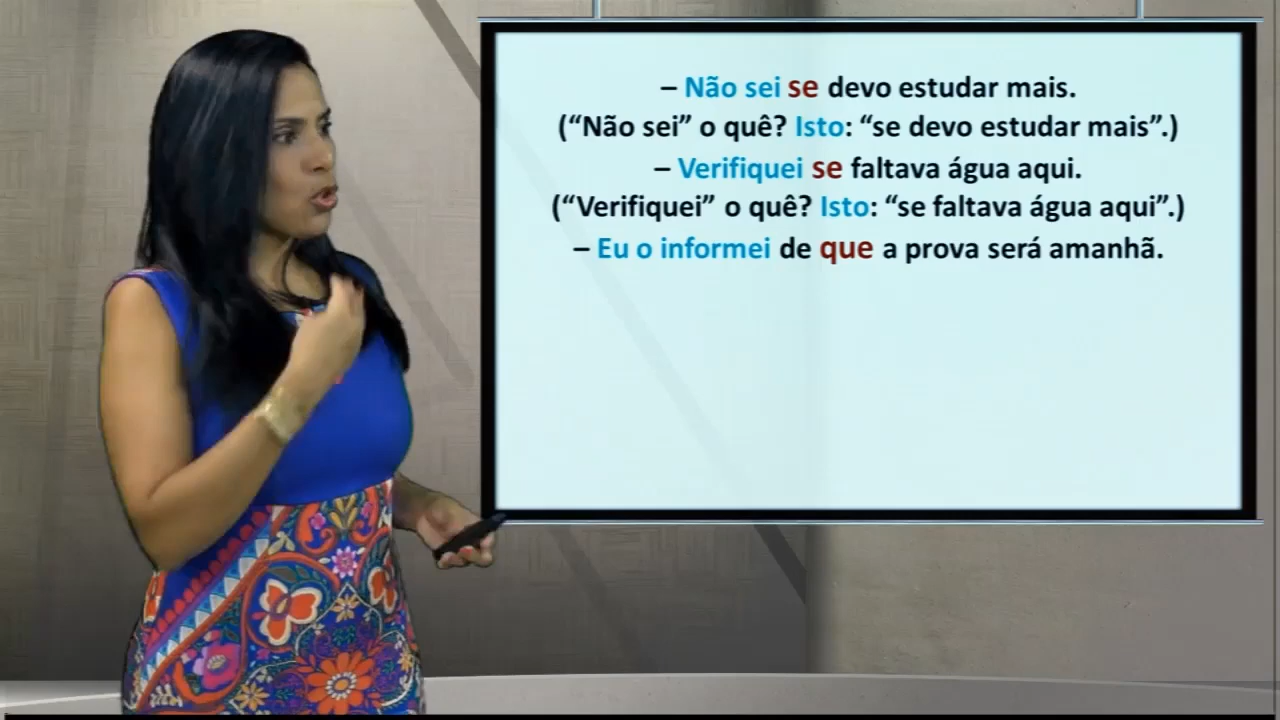 – Não sei se devo estudar mais.
(“Não sei” o quê? Isto: “se devo estudar mais”.)
– Verifiquei se faltava água aqui.
(“Verifiquei” o quê? Isto: “se faltava água aqui”.)
– Eu o informei de que a prova será amanhã.